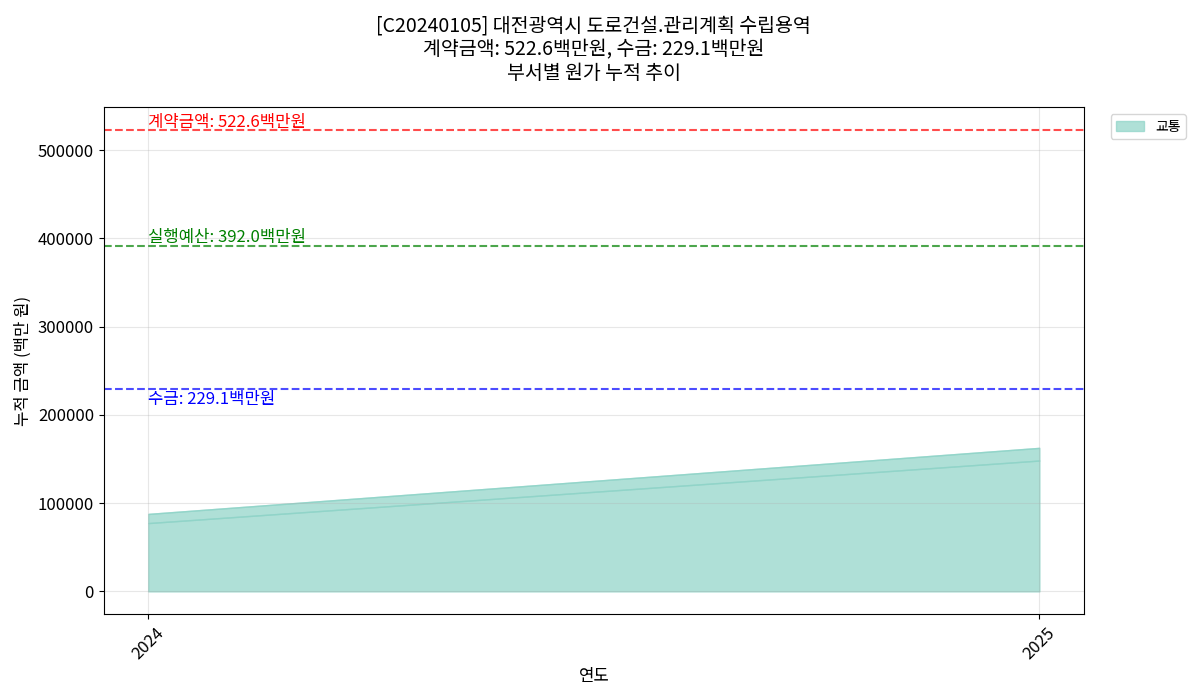 [C20240105] 대전광역시 도로건설.관리계획 수립용역
계약금액: 522.6백만원, 수금: 229.1백만원
부서별 원가 누적 추이
계약금액: 522.6백만원
교통
500000
실행예산: 392.0백만원
400000
누적 금액 (백만 원)
300000
수금: 229.1백만원
200000
100000
0
2024
2025
연도